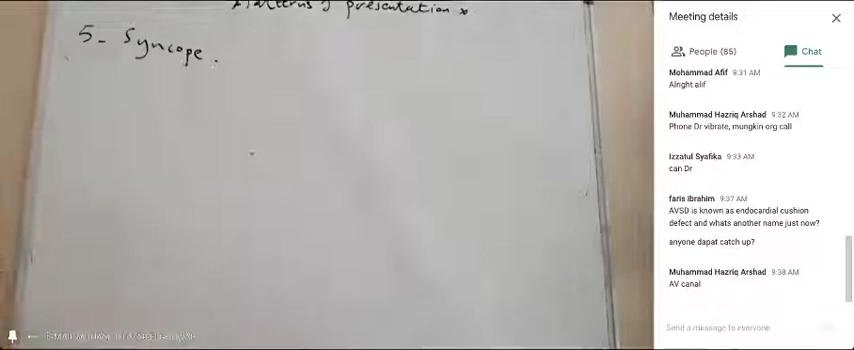 presentation *
5- Syncope.
Meeting details
People (85)
Chat
Mohammad Afif 9:31 AM
Alright alif
Muhammad Hazriq Arshad 9:32 AM
Phone Dr vibrate, mungkin org call
Izzatul Syafika 9:33 AM
can Dr
faris ibrahim 9:37 AM
AVSD is known as endocardial cushion
defect and whats another name just now?
anyone dapat catch up?
Muhammad Hazriq Arshad 9:38 AM
AV canal
Send a message to everyone